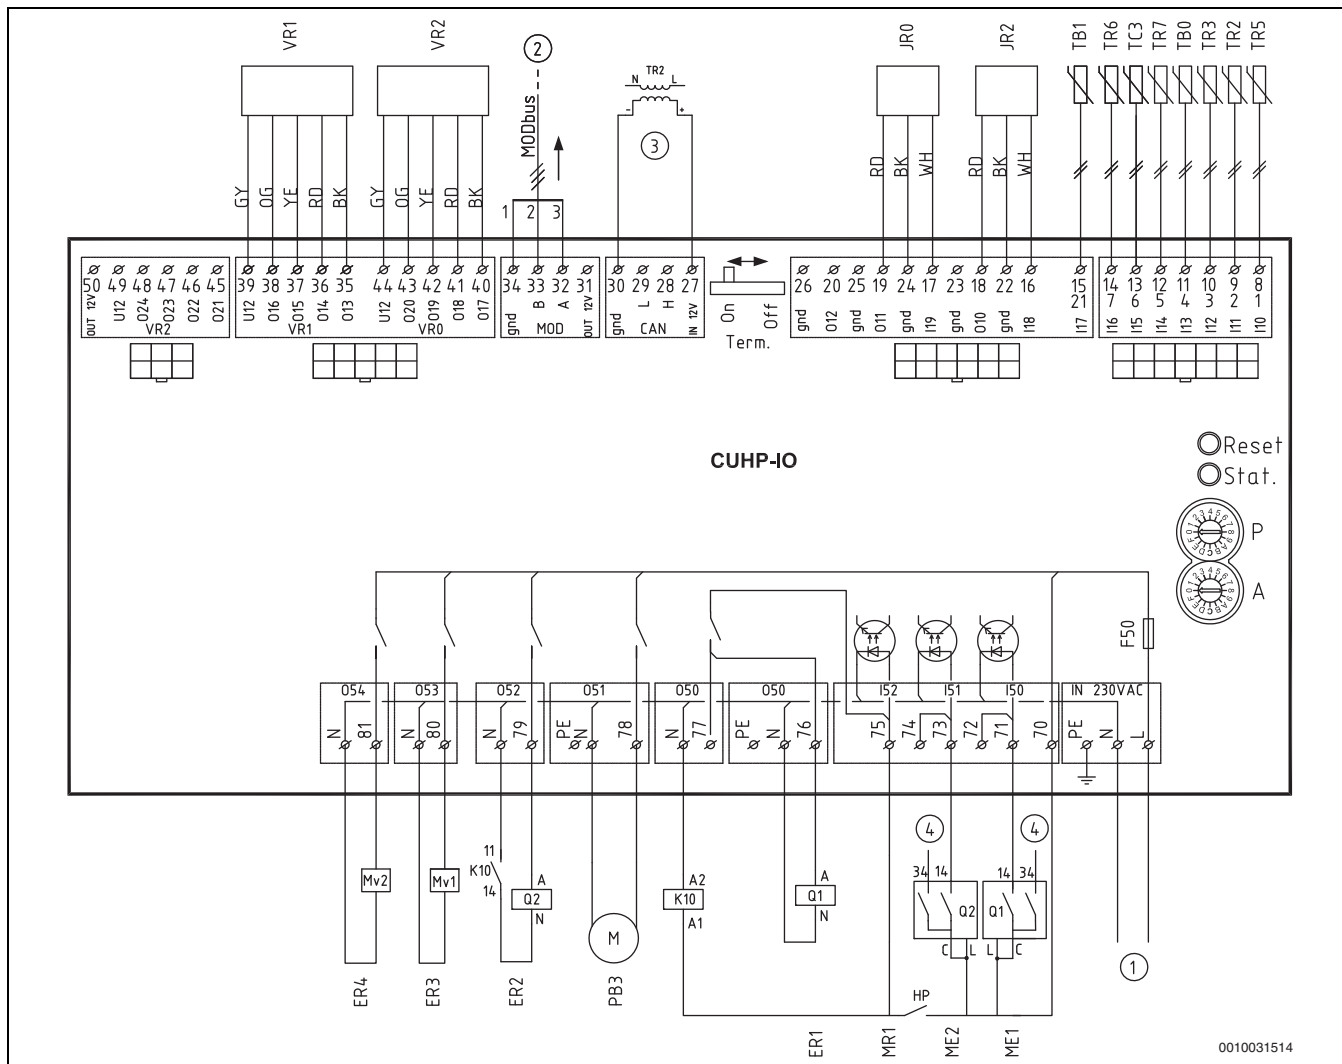 VR1 VR2 2 N TR2 L JR0 JR2 TB1 TR6 TC3 TR7 TB0 TR3 TR2 TR5
MODbus
- +
3
GY OG YE RD BK GY OG YE RD BK 1 2 3 RD BK WH RD BK WH
50 49 48 47 46 45 39 38 37 36 35 44 43 42 41 40 34 33 32 31 30 29 28 27 26 20 25 19 24 17 23 18 22 16 15 14 13 12 11 10 9 8
21 7 6 5 4 3 2 1
OUT 12V U12 O24 O23 O22 O21 U12 O16 O15 O14 O13 U12 O20 O19 O18 O17 gnd B A OUT 12V gnd L H IN 12V gnd O12 gnd O11 gnd I19 gnd O10 gnd I18 I17 I16 I15 I14 I13 I12 I11 I10
VR2 VR1 VR0 MOD CAN
On Off
Term.
CUHP-IO
Reset
Stat.
P
A
F50
O54 O53 O52 O51 O50 O50 I52 I51 I50 IN 230VAC
N 81 N 80 N 79 PE N 78 N 77 PE N 76 75 74 73 72 71 70 PE N L
4 4
11 K10 14
34 14 14 34
Mv2 Mv1 A Q2 N A2 K10 A1 A Q1 N Q2 Q1
M
C L L C
1
HP
ER4 ER3 ER2 PB3 ER1 MR1 ME2 ME1
0010031514